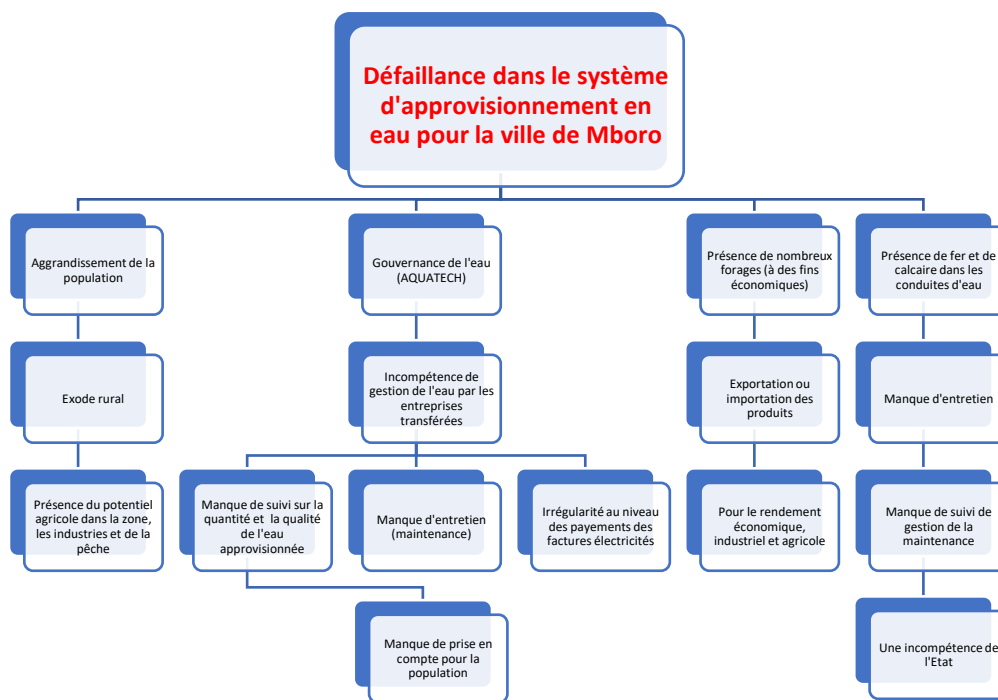 Défaillance dans le système
d'approvisionnement en
eau pour la ville de Mboro
Aggrandissement de la
population
Gouvernance de l'eau
(AQUATECH)
Présence de nombreux
forages (à des fins
économiques)
Présence de fer et de
calcaire dans les
conduites d'eau
Exode rural
Incompétence de
gestion de l'eau par les
entreprises
transférées
Exportation ou
importation des
produits
Manque d'entretien
Présence du potentiel
agricole dans la zone,
les industries et de la
pêche
Manque de suivi sur la
quantité et la qualité
de l'eau
approvisionnée
Manque d'entretien
(maintenance)
Irrégularité au niveau
des payements des
factures électricités
Pour le rendement
économique,
industriel et agricole
Manque de suivi de
gestion de la
maintenance
Manque de prise en
compte pour la
population
Une incompétence de
l'Etat